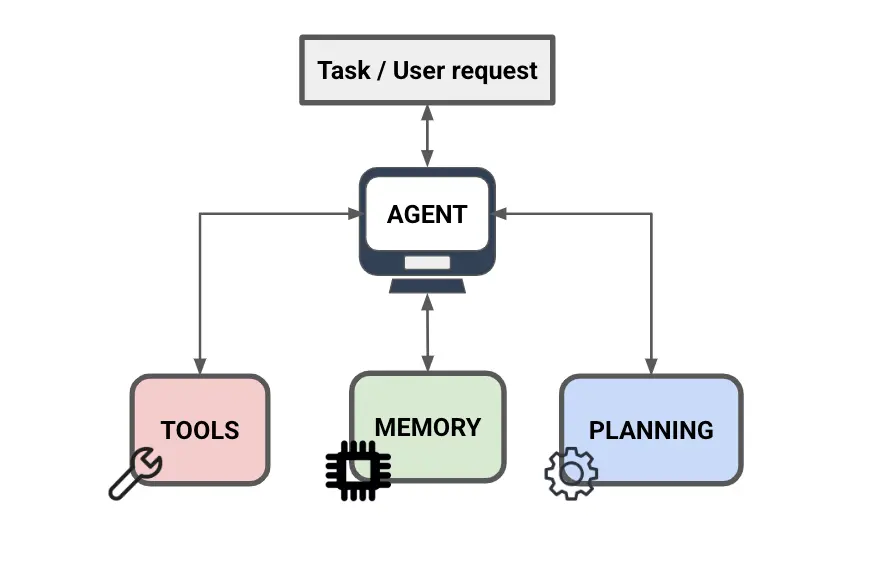 Task / User request
AGENT
TOOLS
MEMORY
PLANNING